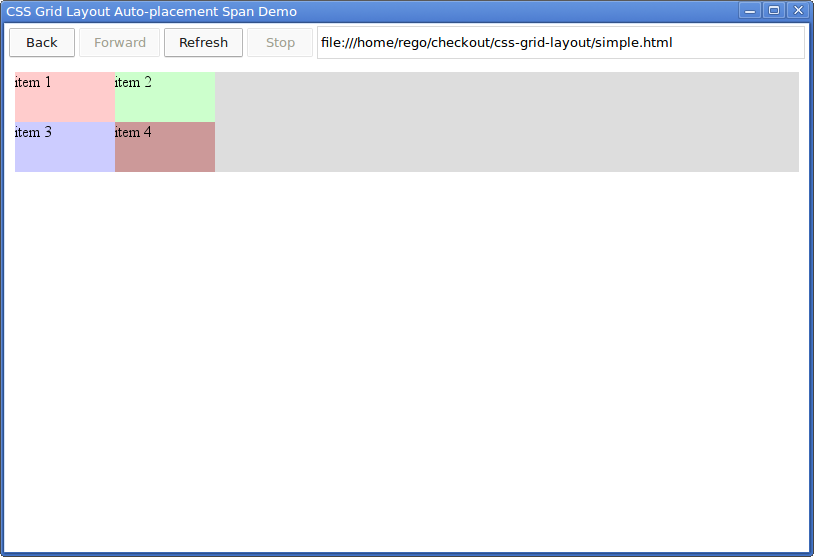 CSS Grid Layout Auto-placement Span Demo
Back Forward Refresh Stop file:///home/rego/checkout/css-grid-layout/simple.html
item 1 item 2
item 3 item 4